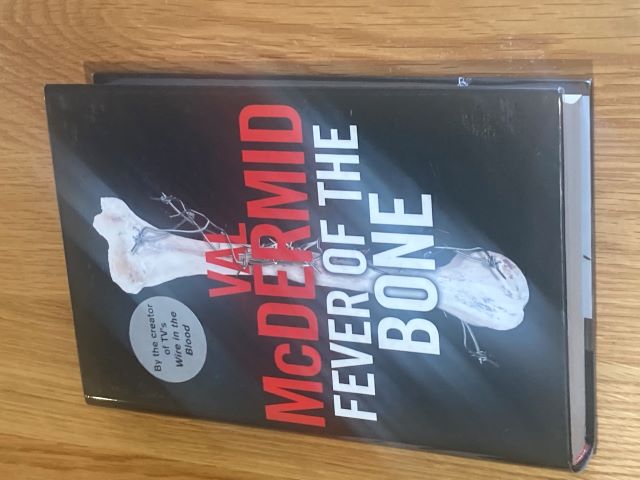 By the creator
of TV's
Wire in the
Blood
VAL
McDERMID
FEVER OF THE
BONE